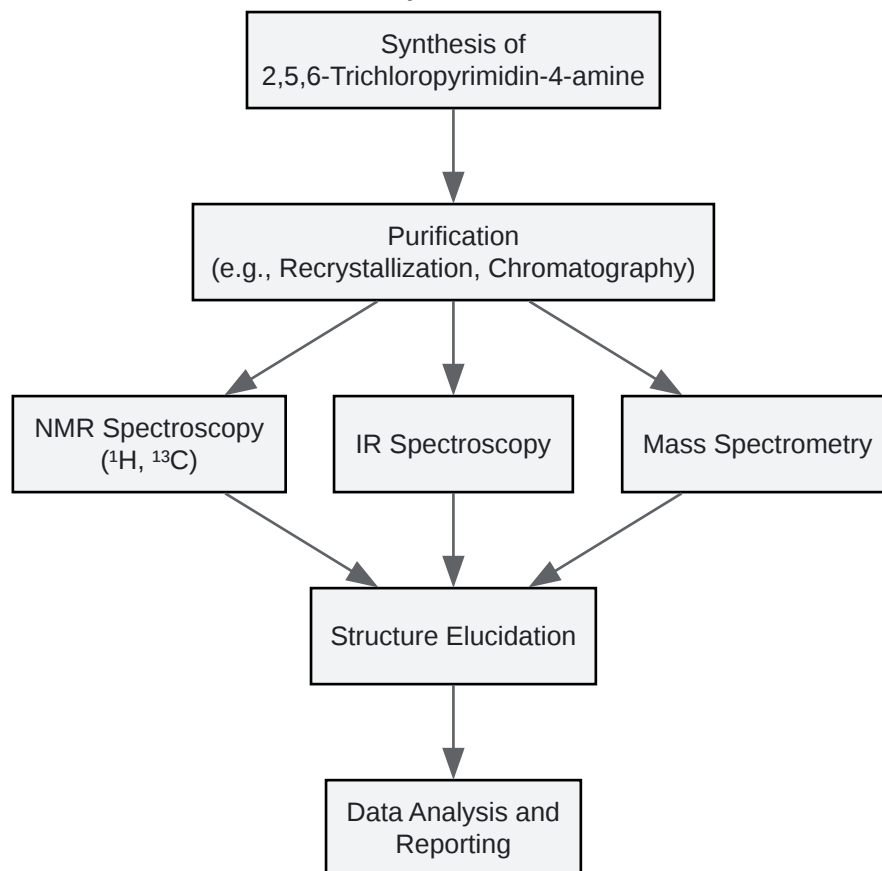 Synthesis of
2,5,6-Trichloropyrimidin-4-amine
Purification
(e.g., Recrystallization, Chromatography)
NMR Spectroscopy
(¹H, ¹³C)
IR Spectroscopy
Mass Spectrometry
Structure Elucidation
Data Analysis and
Reporting